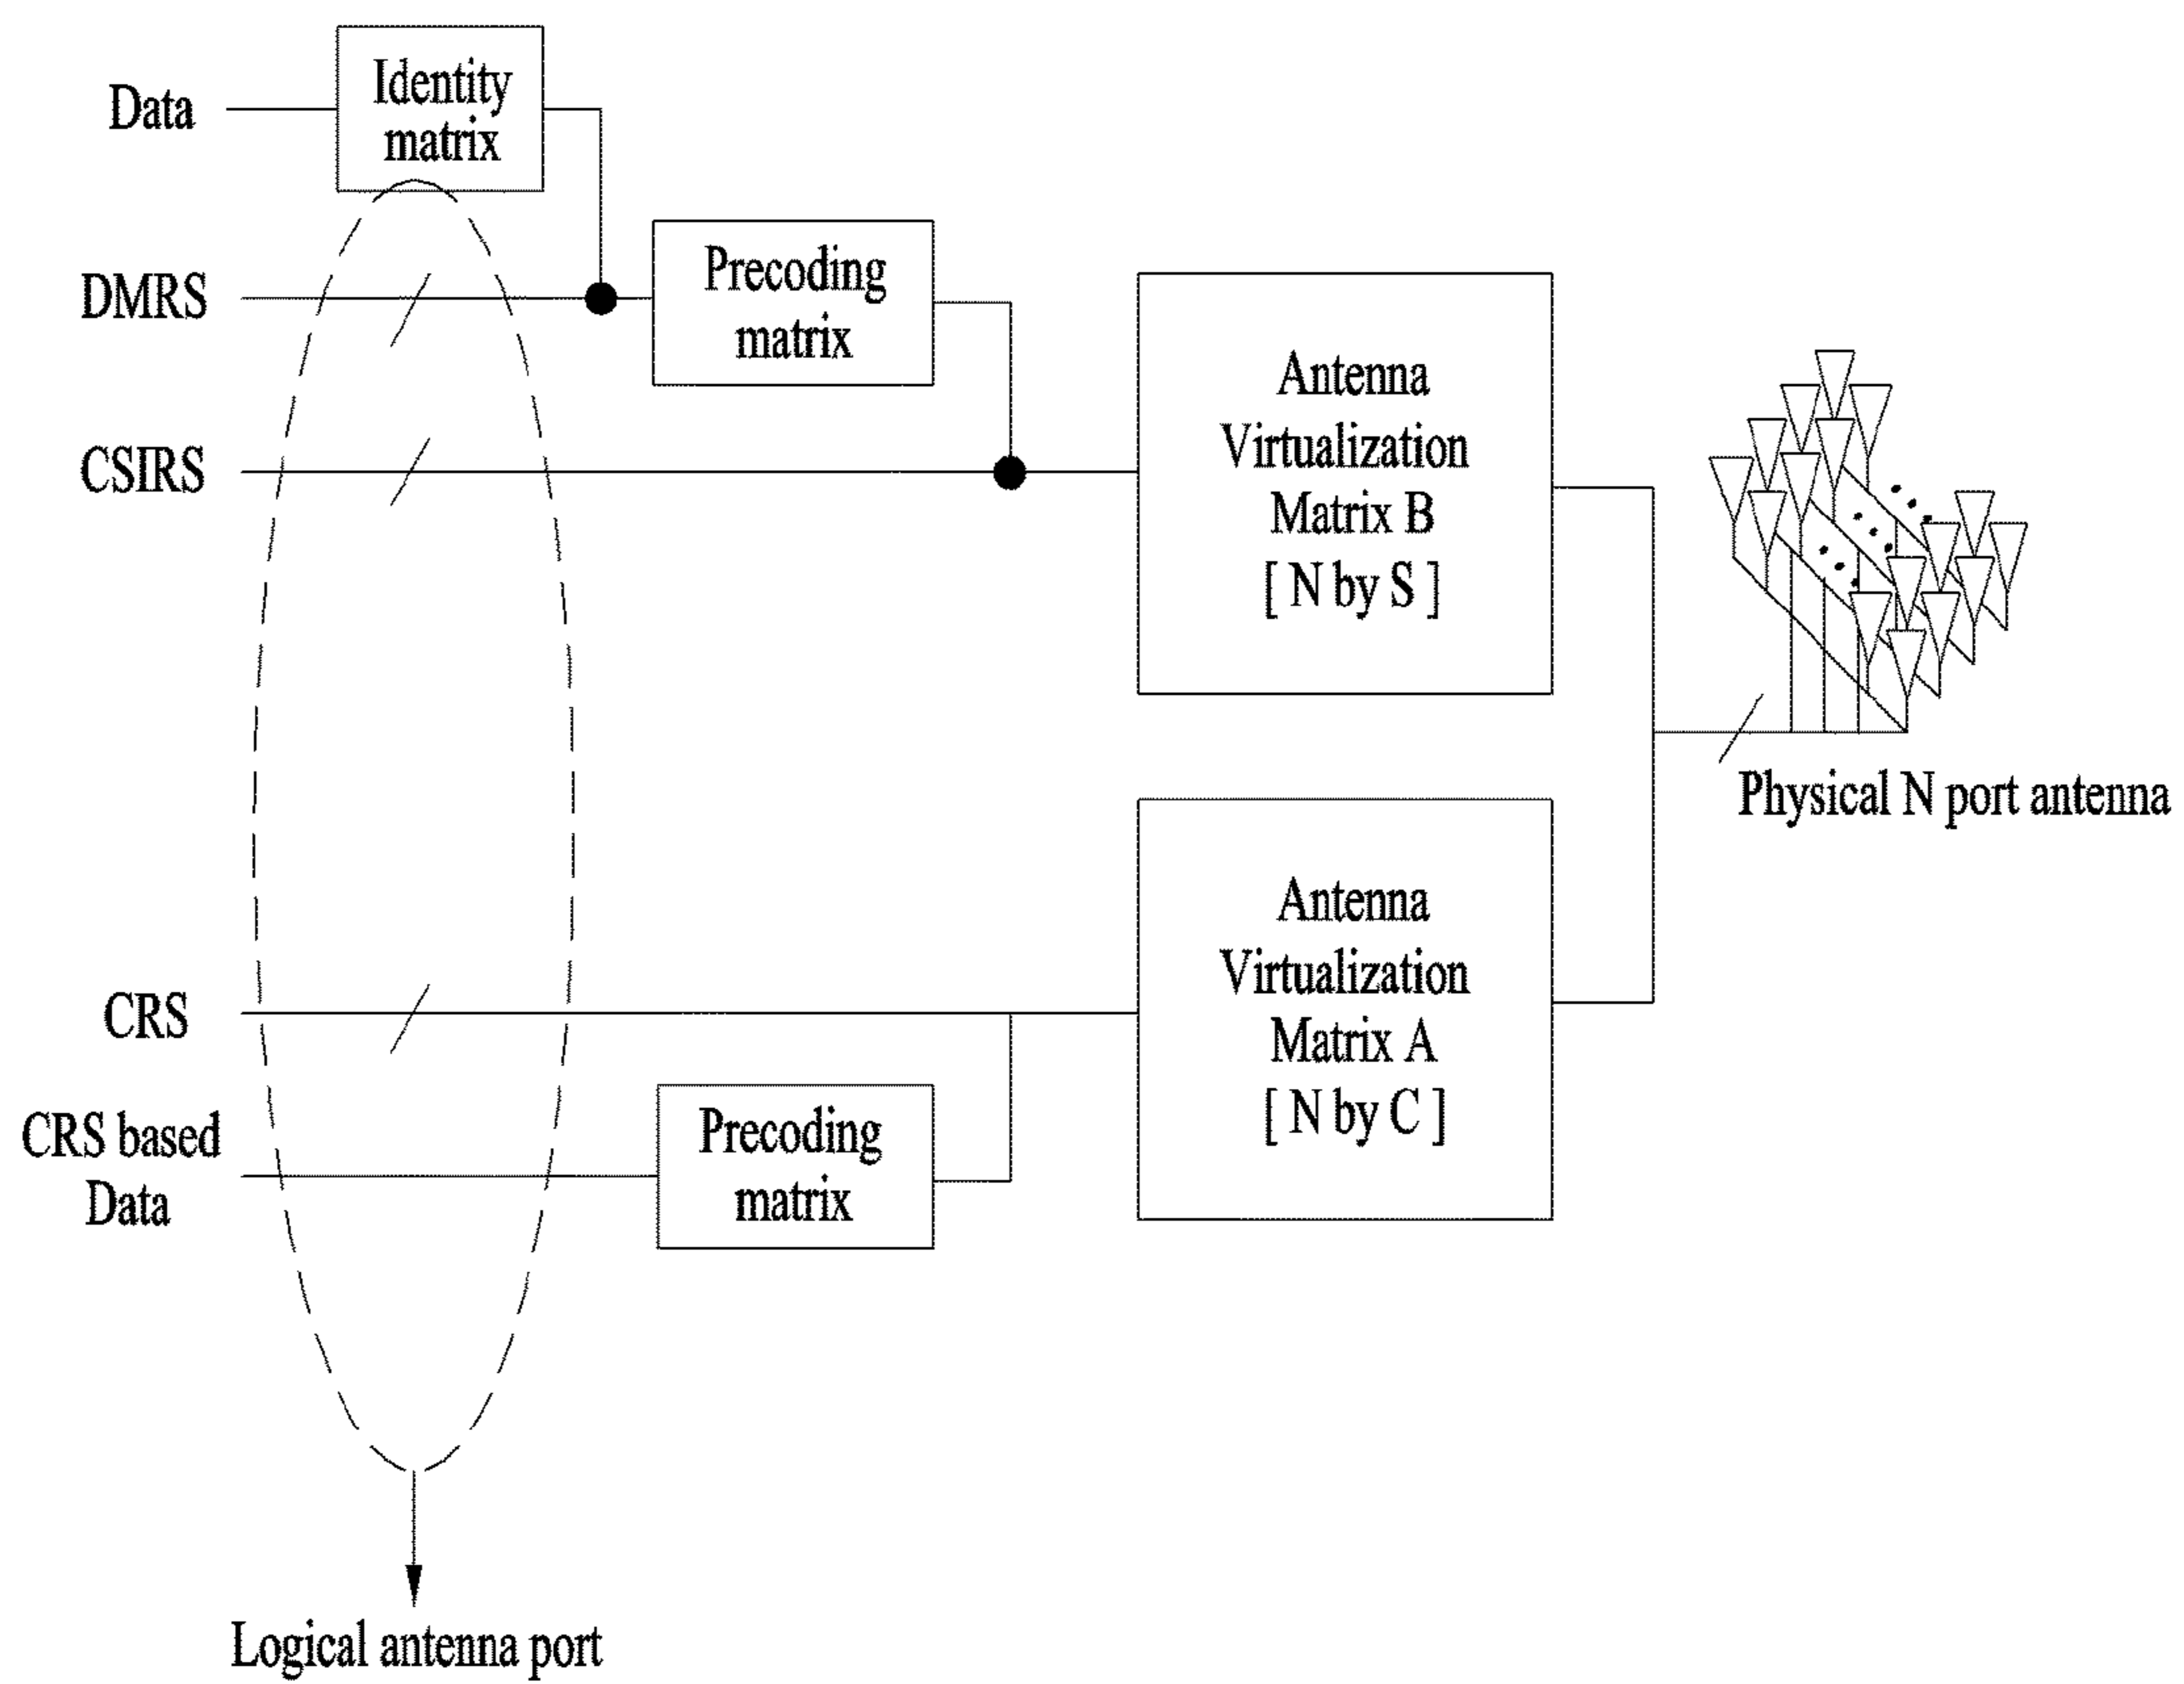 Data
Identity
matrix
DMRS
Precoding
matrix
CSIRS
Antenna
Virtualization
Matrix B
[ N by S ]
Physical N port antenna
CRS
Antenna
Virtualization
Matrix A
[ N by C ]
CRS based
Data
Precoding
matrix
Logical antenna port